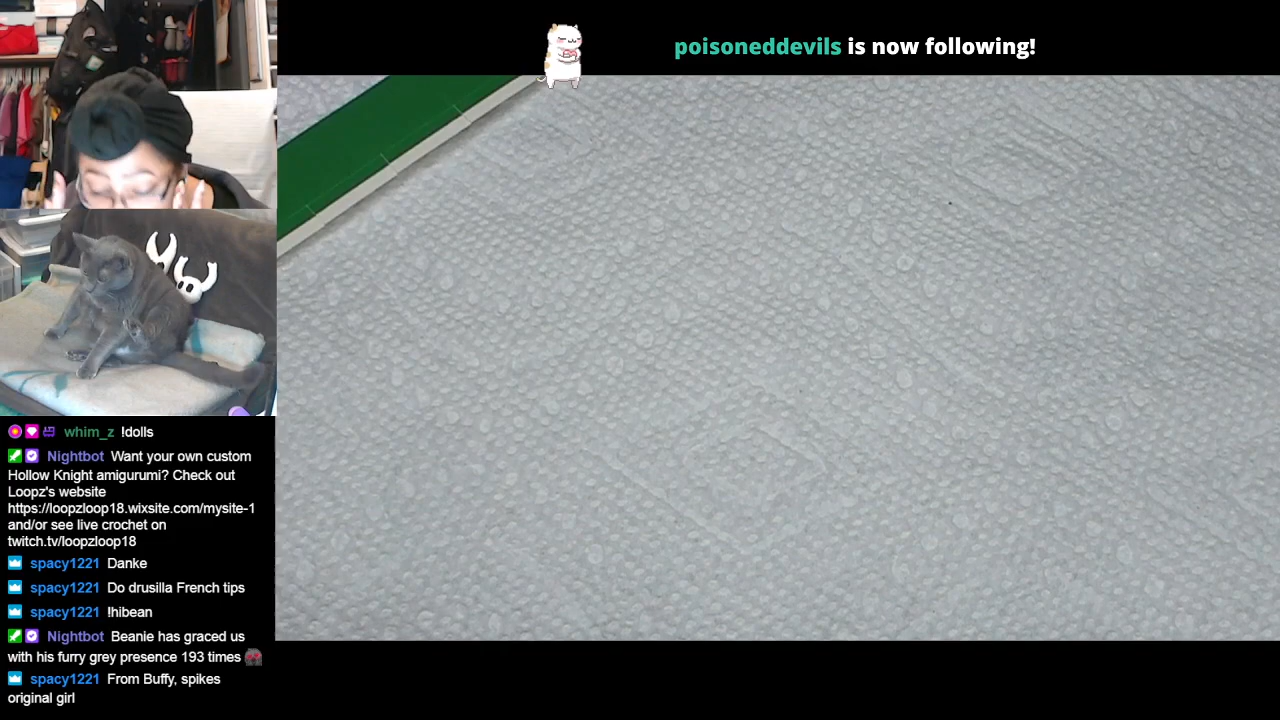 poisoneddevils is now following!
whim_z !dolls
Nightbot Want your own custom
Hollow Knight amigurumi? Check out
Loopz's website
https://loopzloop18.wixsite.com/mysite-1
and/or see live crochet on
twitch.tv/loopzloop18
spacy1221 Danke
spacy1221 Do drusilla French tips
spacy1221 !hibean
Nightbot Beanie has graced us
with his furry grey presence 193 times
spacy1221 From Buffy, spikes
original girl